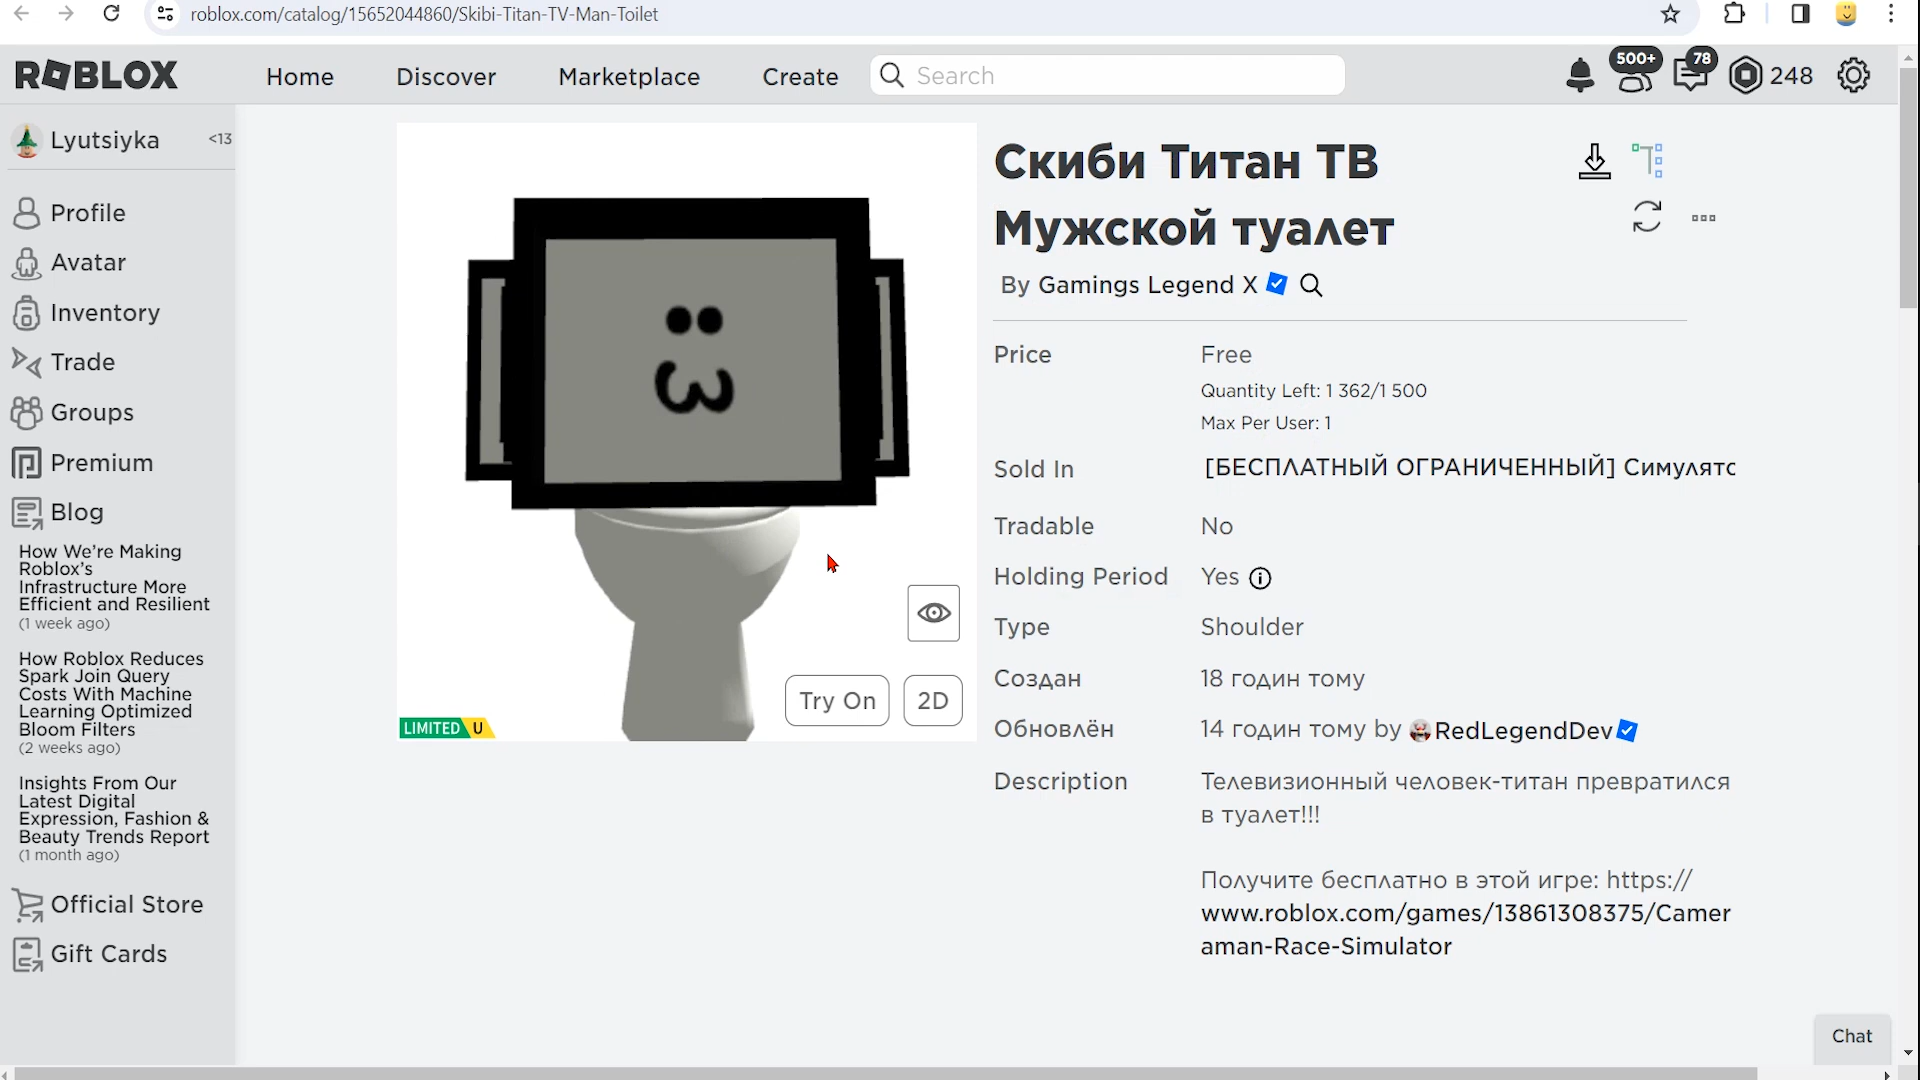 roblox.com/catalog/15652044860/Skibi-Titan-TV-Man-Toilet
ROBLOX
Home
Discover
Marketplace
Create
Search
500+
78
248
Lyutsiyka
<13
Profile
Avatar
Inventory
Trade
Groups
Premium
Blog
How We're Making
Roblox's
Infrastructure More
Efficient and Resilient
(1 week ago)
How Roblox Reduces
Spark Join Query
Costs With Machine
Learning Optimized
Bloom Filters
(2 weeks ago)
Insights From Our
Latest Digital
Expression, Fashion &
Beauty Trends Report
(1 month ago)
Official Store
Gift Cards
LIMITED U
Try On
2D
Скиби Титан ТВ
Мужской туалет
By Gamings Legend X
Price
Free
Quantity Left: 1 362/1 500
Max Per User: 1
Sold In
[БЕСПЛАТНЫЙ ОГРАНИЧЕННЫЙ] Симулятс
Tradable
No
Holding Period
Yes
Type
Shoulder
Создан
18 годин тому
Обновлён
14 годин тому by RedLegendDev
Description
Телевизионный человек-титан превратился
в туалет!!!
Получите бесплатно в этой игре: https://
www.roblox.com/games/13861308375/Camer
aman-Race-Simulator
Chat